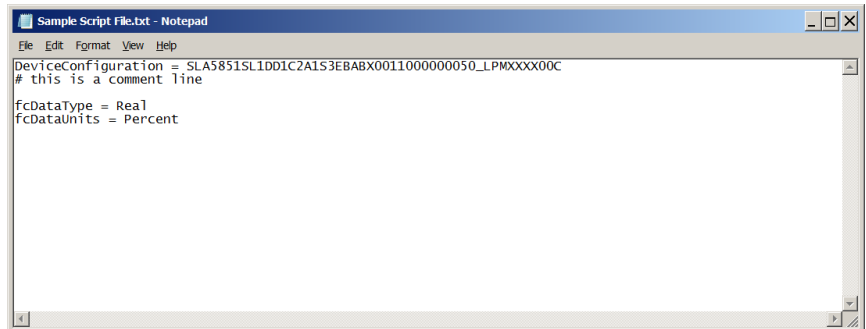 Sample Script File.txt - Notepad
File Edit Format View Help
DeviceConfiguration = SLA5851SL1DD1C2A1S3EBABX0011000000050_LPMXXXX00C
# this is a comment line
fcDataType = Real
fcDataUnits = Percent